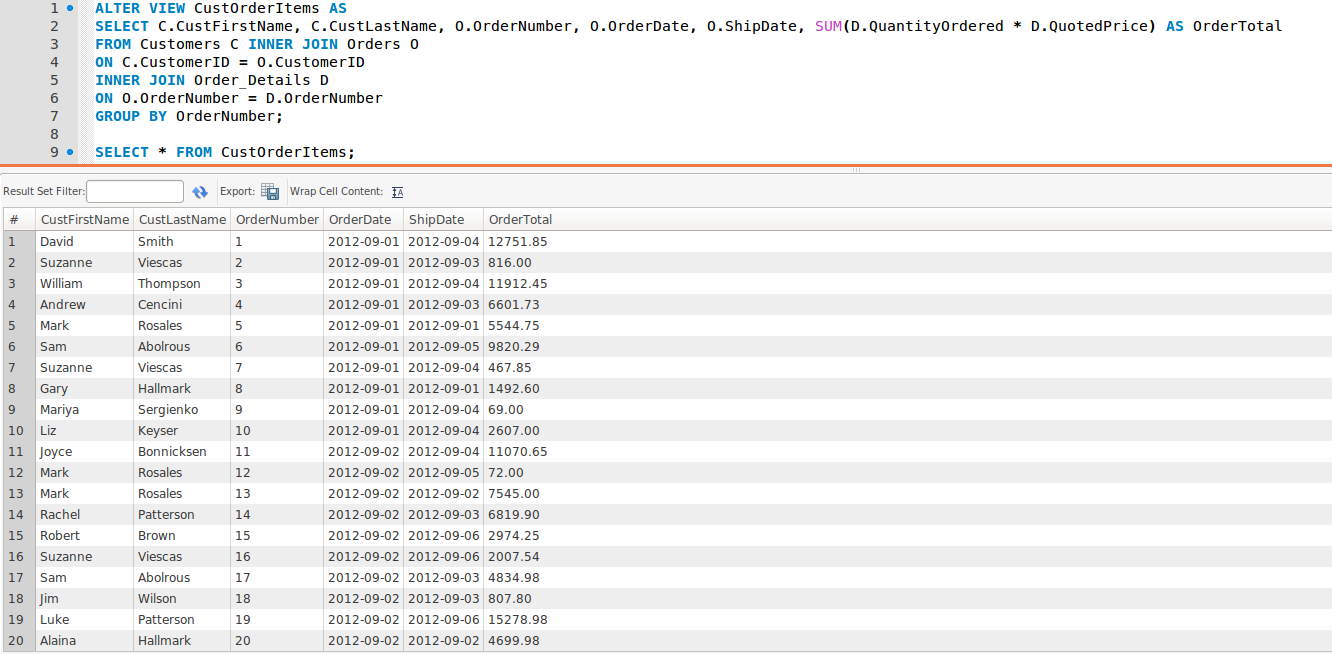 1 ALTER VIEW CustOrderItems AS
2 SELECT C.CustFirstName, C.CustLastName, O.OrderNumber, O.OrderDate, O.ShipDate, SUM(D.QuantityOrdered * D.QuotedPrice) AS OrderTotal
3 FROM Customers C INNER JOIN Orders O
4 ON C.CustomerID = O.CustomerID
5 INNER JOIN Order_Details D
6 ON O.OrderNumber = D.OrderNumber
7 GROUP BY OrderNumber;
8
9 SELECT * FROM CustOrderItems;
Result Set Filter: Export: Wrap Cell Content: IA
# CustFirstName CustLastName OrderNumber OrderDate ShipDate OrderTotal
1 David Smith 1 2012-09-01 2012-09-04 12751.85
2 Suzanne Viescas 2 2012-09-01 2012-09-03 816.00
3 William Thompson 3 2012-09-01 2012-09-04 11912.45
4 Andrew Cencini 4 2012-09-01 2012-09-03 6601.73
5 Mark Rosales 5 2012-09-01 2012-09-01 5544.75
6 Sam Abolrous 6 2012-09-01 2012-09-05 9820.29
7 Suzanne Viescas 7 2012-09-01 2012-09-04 467.85
8 Gary Hallmark 8 2012-09-01 2012-09-01 1492.60
9 Mariya Sergienko 9 2012-09-01 2012-09-04 69.00
10 Liz Keyser 10 2012-09-01 2012-09-04 2607.00
11 Joyce Bonnicksen 11 2012-09-02 2012-09-04 11070.65
12 Mark Rosales 12 2012-09-02 2012-09-05 72.00
13 Mark Rosales 13 2012-09-02 2012-09-02 7545.00
14 Rachel Patterson 14 2012-09-02 2012-09-03 6819.90
15 Robert Brown 15 2012-09-02 2012-09-06 2974.25
16 Suzanne Viescas 16 2012-09-02 2012-09-06 2007.54
17 Sam Abolrous 17 2012-09-02 2012-09-03 4834.98
18 Jim Wilson 18 2012-09-02 2012-09-03 807.80
19 Luke Patterson 19 2012-09-02 2012-09-06 15278.98
20 Alaina Hallmark 20 2012-09-02 2012-09-02 4699.98